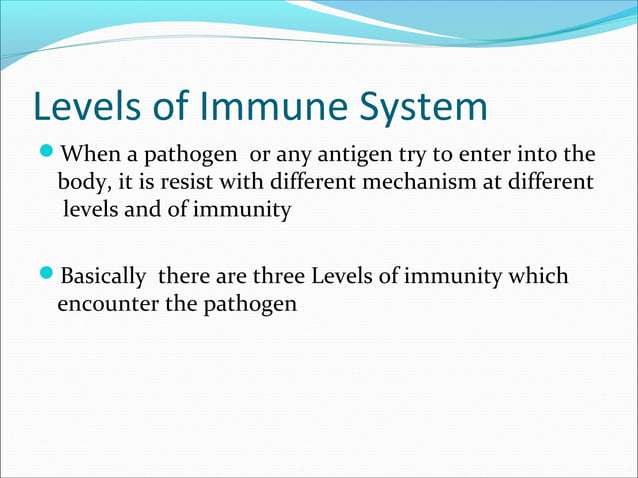 Levels of Immune System
When a pathogen or any antigen try to enter into the
body, it is resist with different mechanism at different
levels and of immunity
Basically there are three Levels of immunity which
encounter the pathogen